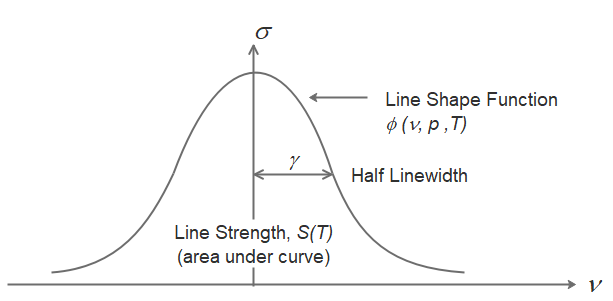 σ
Line Shape Function
ϕ (ν, p ,T)
γ
Half Linewidth
Line Strength, S(T)
(area under curve)
ν